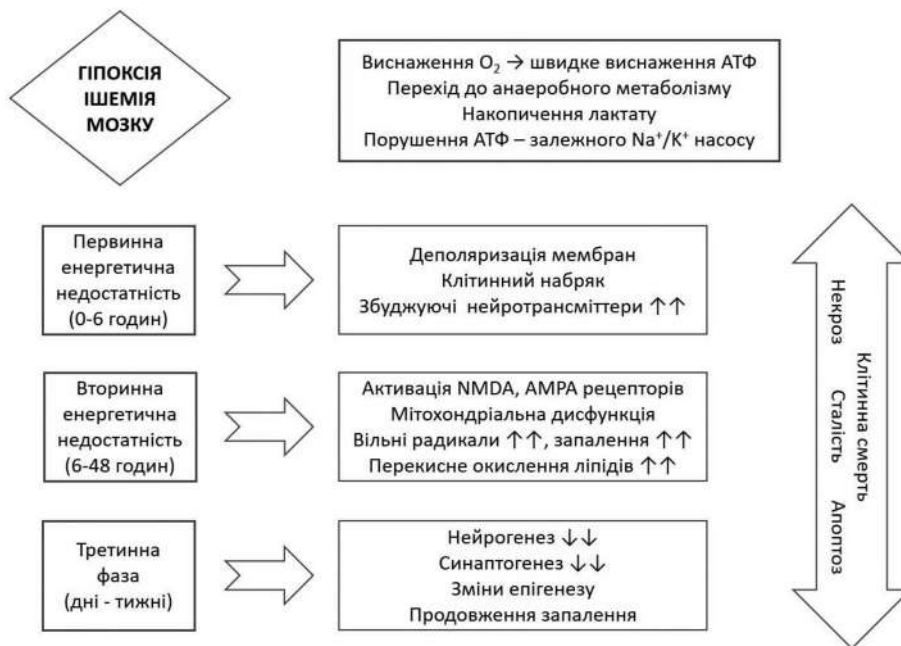 ГІПОКСІЯ
ІШЕМІЯ
МОЗКУ
Виснаження O₂ → швидке виснаження АТФ
Перехід до анаеробного метаболізму
Накопичення лактату
Порушення АТФ – залежного Na⁺/K⁺ насосу
Первинна
енергетична
недостатність
(0-6 годин)
Деполяризація мембран
Клітинний набряк
Збуджуючі нейротрансміттери ↑↑
Вторинна
енергетична
недостатність
(6-48 годин)
Активація NMDA, AMPA рецепторів
Мітохондріальна дисфункція
Вільні радикали ↑↑, запалення ↑↑
Перекисне окислення ліпідів ↑↑
Третинна
фаза
(дні - тижні)
Нейрогенез ↓↓
Синаптогенез ↓↓
Зміни епігенезу
Продовження запалення
Клітинна смерть
Некроз Сталість Апоптоз